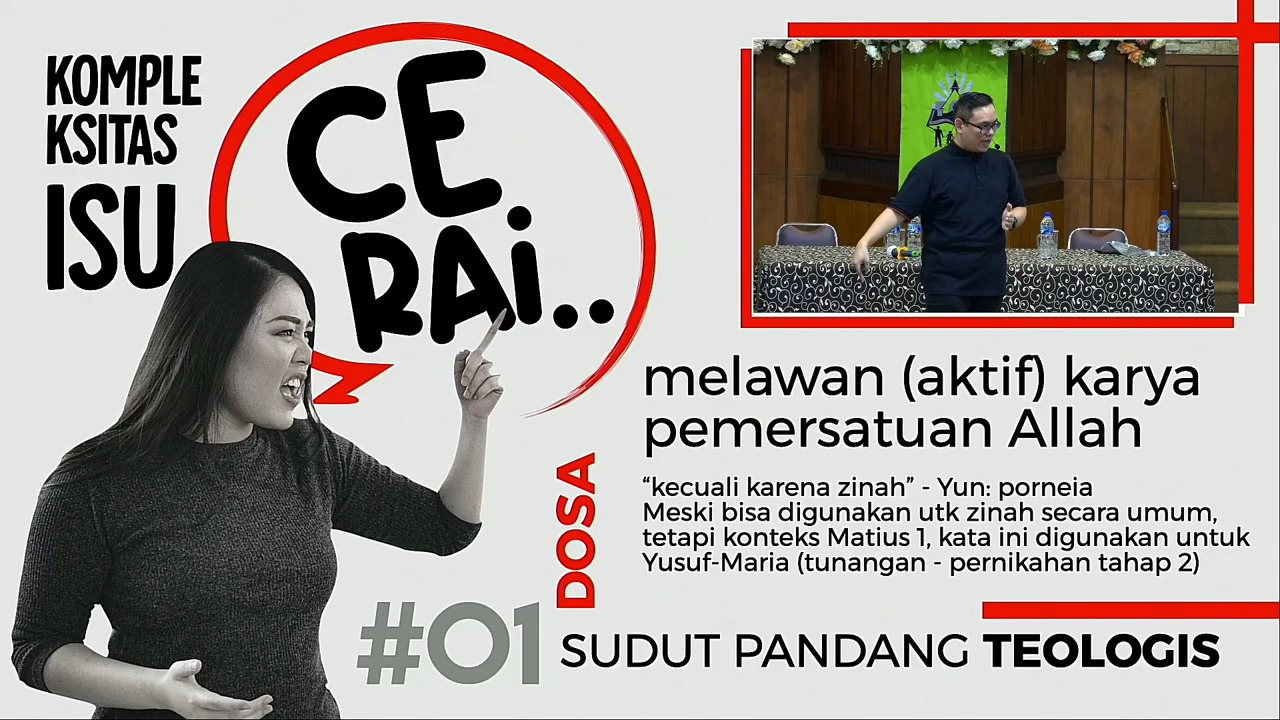 KOMPLE
KSITAS
ISU
CE
RAi..
melawan (aktif) karya
pemersatuan Allah
“kecuali karena zinah” - Yun: porneia
Meski bisa digunakan utk zinah secara umum,
tetapi konteks Matius 1, kata ini digunakan untuk
Yusuf-Maria (tunangan - pernikahan tahap 2)
DOSA
#01
SUDUT PANDANG TEOLOGIS